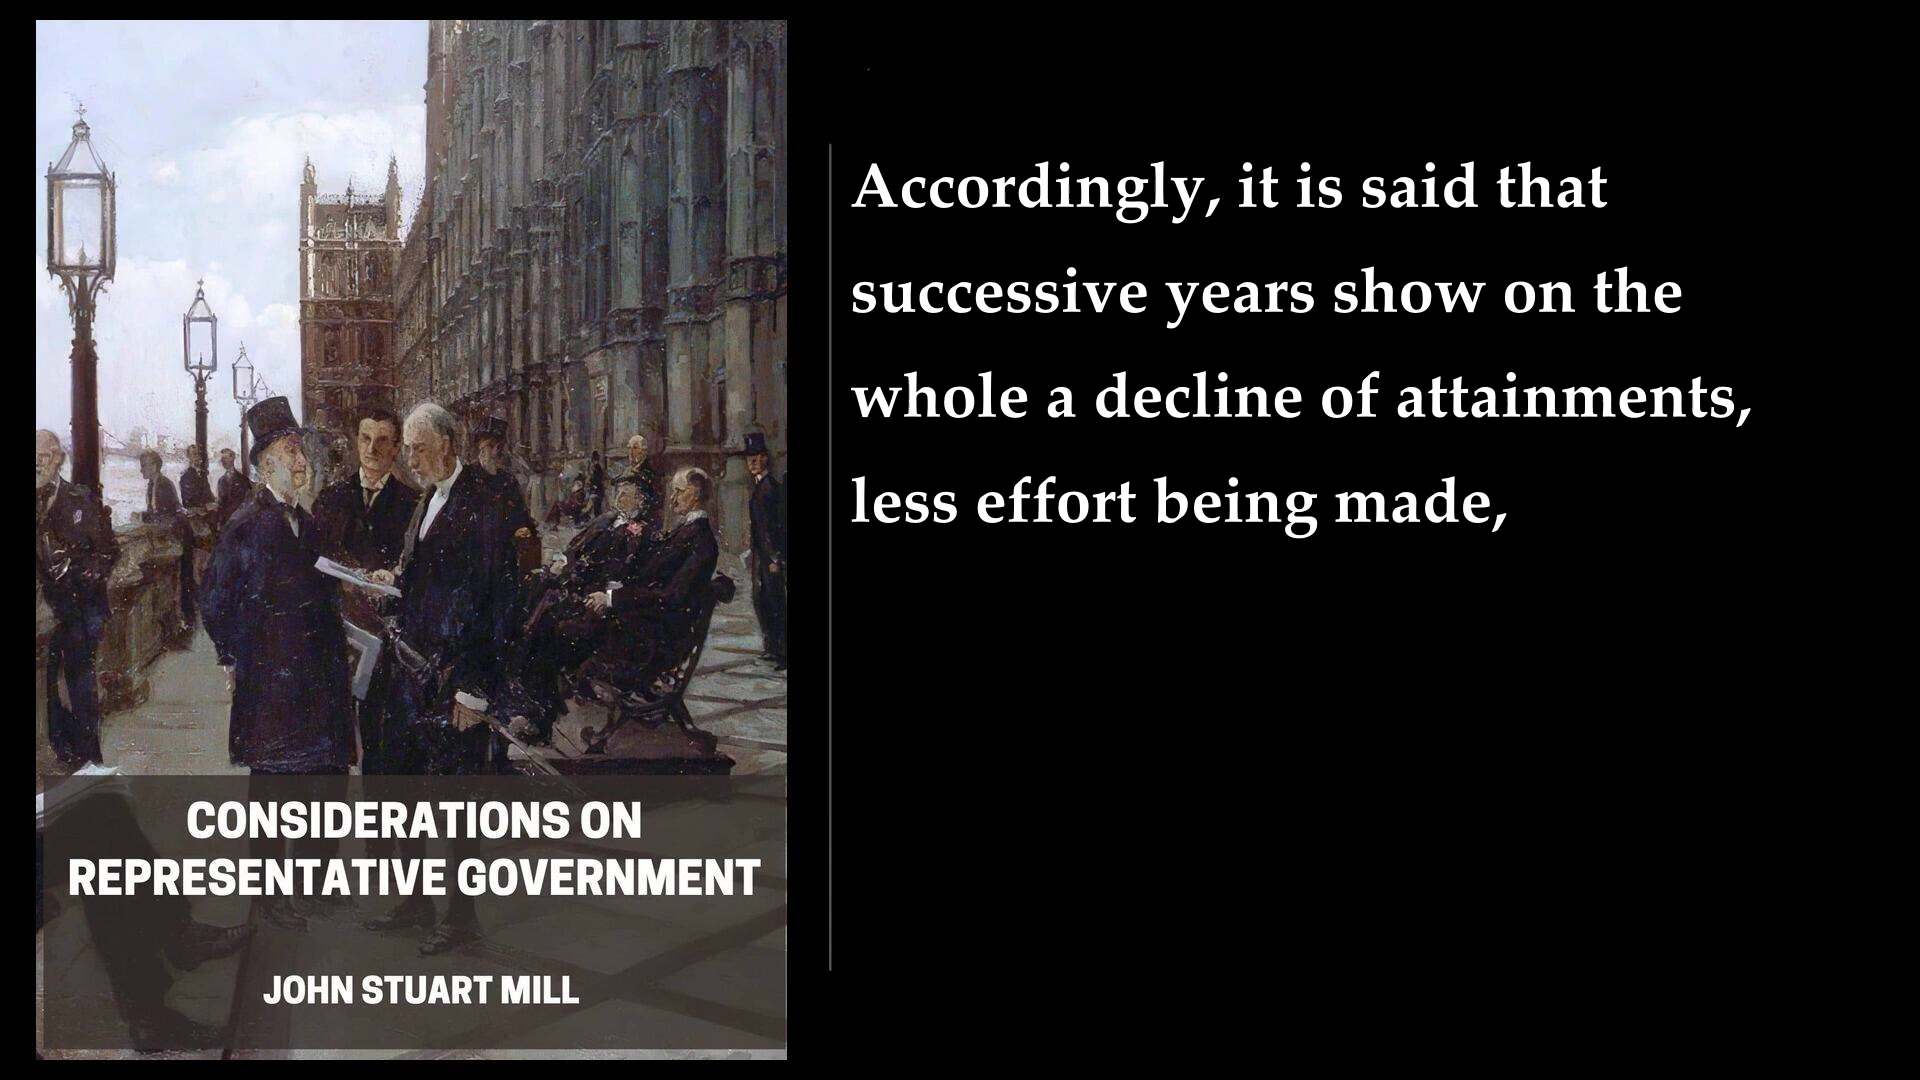 CONSIDERATIONS ON
REPRESENTATIVE GOVERNMENT
JOHN STUART MILL
Accordingly, it is said that
successive years show on the
whole a decline of attainments,
less effort being made,